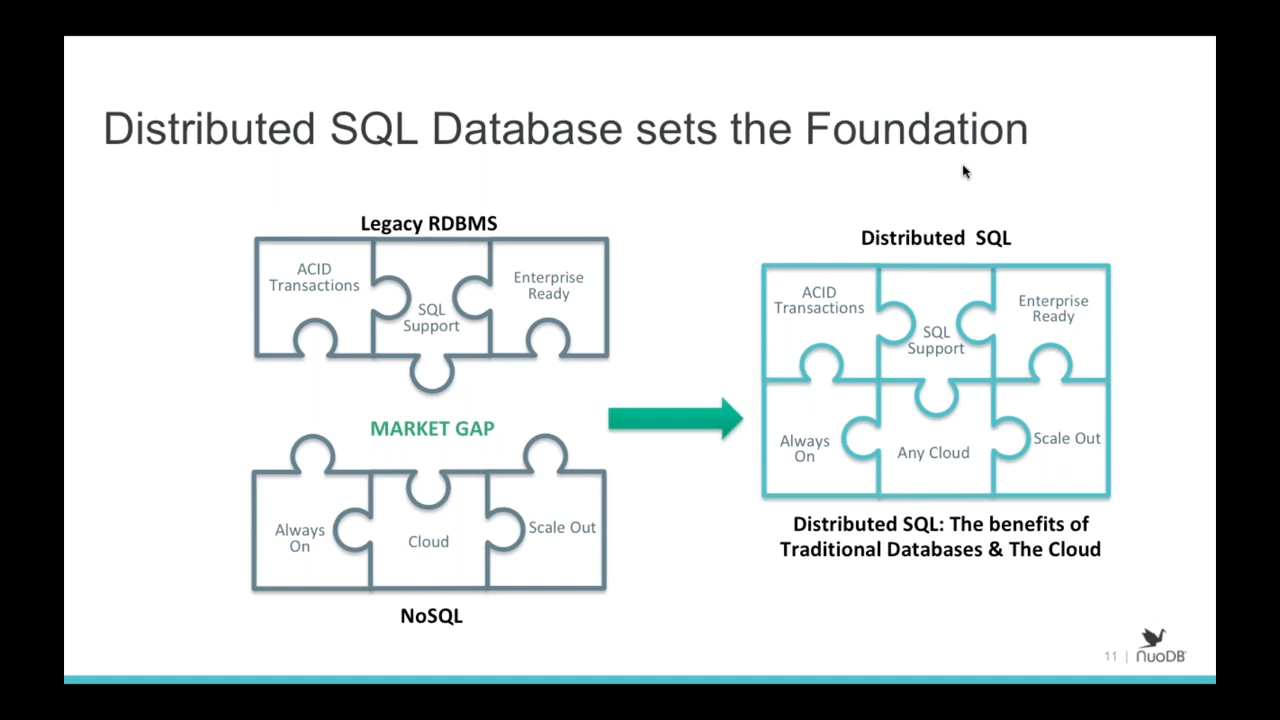 Distributed SQL Database sets the Foundation
Legacy RDBMS
ACID
Transactions
SQL
Support
Enterprise
Ready
MARKET GAP
Always
On
Cloud
Scale Out
NoSQL
Distributed SQL
ACID
Transactions
SQL
Support
Enterprise
Ready
Always
On
Any Cloud
Scale Out
Distributed SQL: The benefits of
Traditional Databases & The Cloud
11 | nuoDB